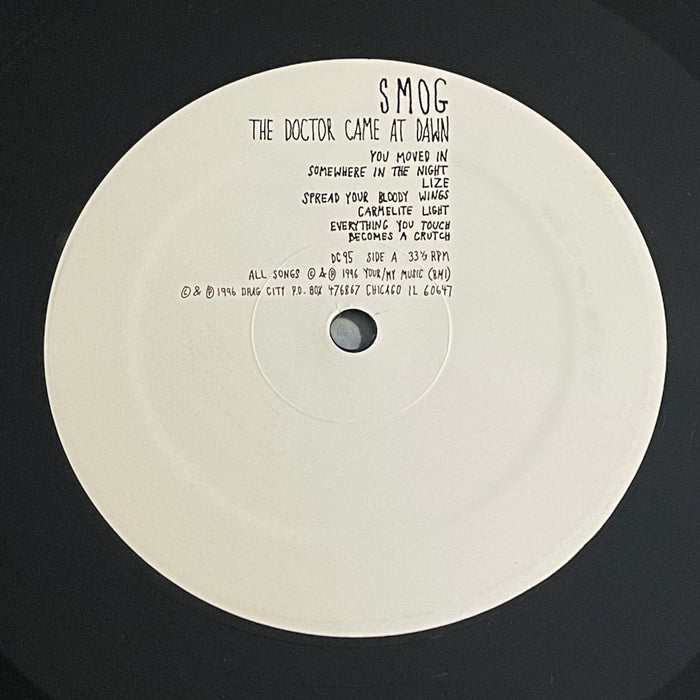 SMOG
THE DOCTOR CAME AT DAWN
YOU MOVED IN
SOMEWHERE IN THE NIGHT
LIZE
SPREAD YOUR BLOODY WINGS
CARMELITE LIGHT
EVERYTHING YOU TOUCH
BECOMES A CRUTCH
DC95 SIDE A 33⅓ RPM
ALL SONGS © & ℗ 1996 YOUR/MY MUSIC (BMI)
© & ℗ 1996 DRAG CITY P.O. BOX 476867 CHICAGO IL 60647